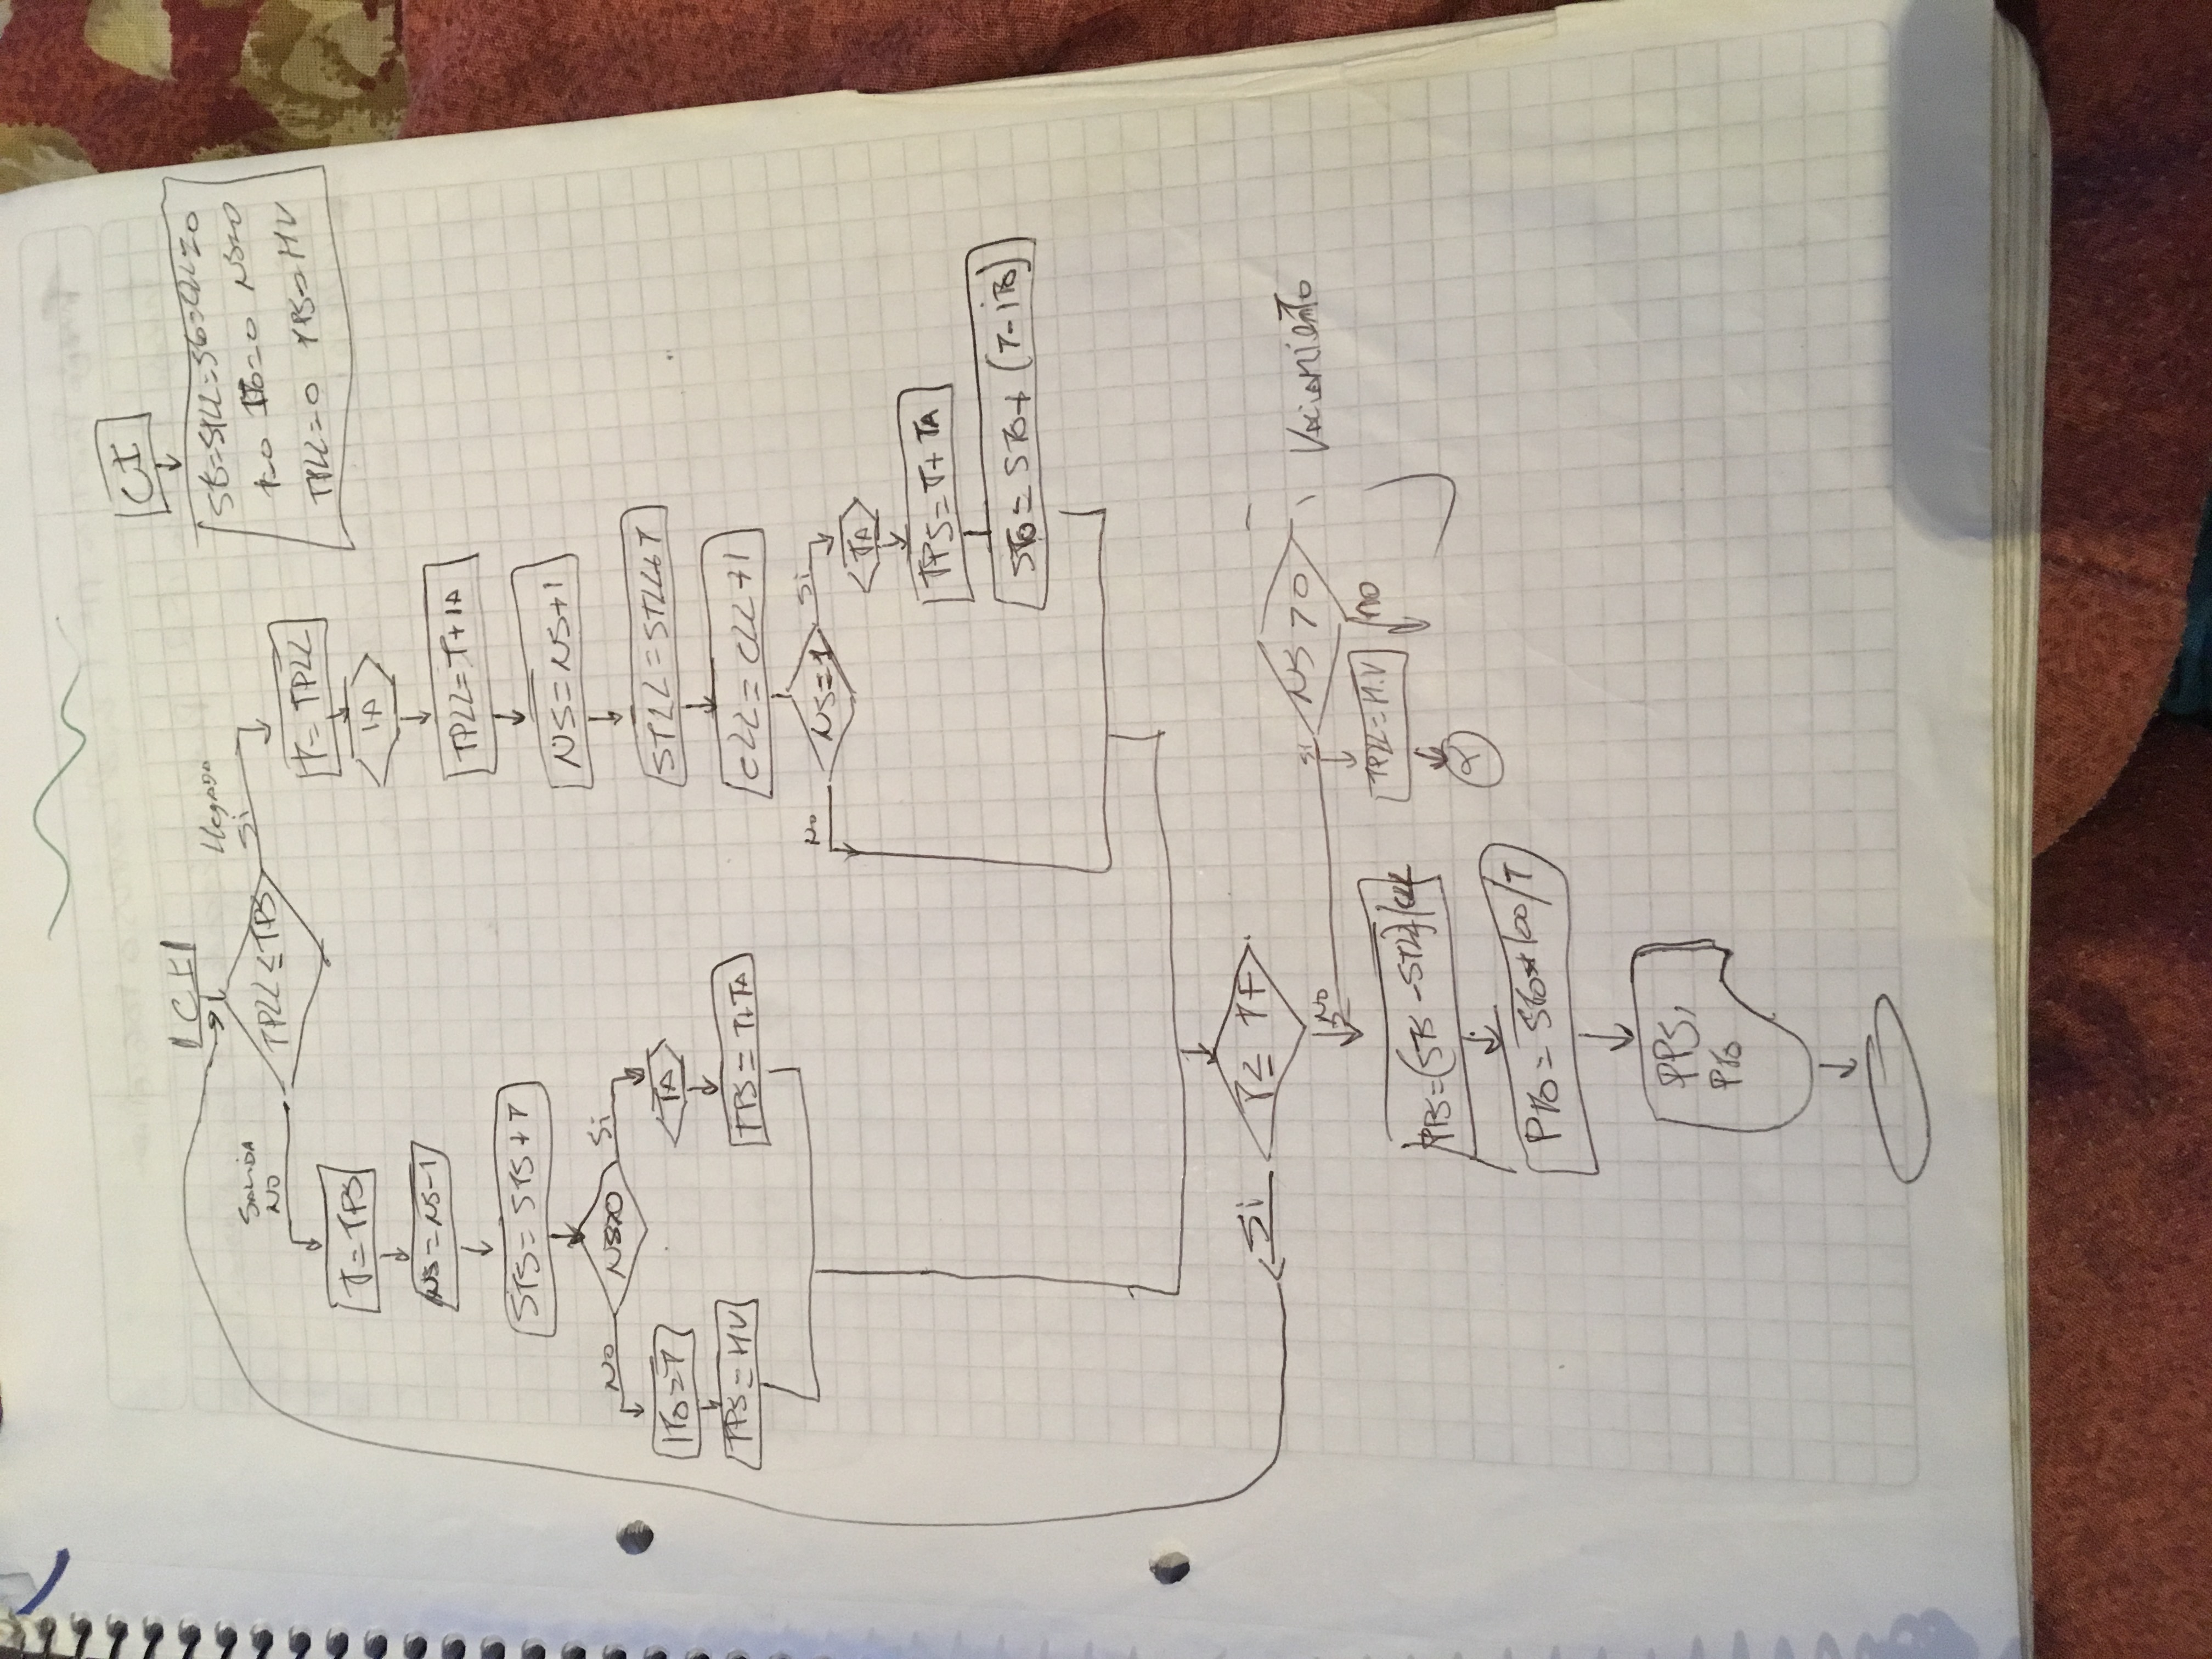 CI
CI
STS=STLL=STO=CLL=0
T=0 ITO=0 NS=0
TPLL=0 TPS=HV
TPLL≤TPS
Salida
NO
T=TPS
NS=NS-1
STS=STS+T
NS>0
NO
ITO=T
TPS=HV
Si
TA
TPS=T+TA
Llegada
Si
T=TPLL
IA
TPLL=T+IA
NS=NS+1
STLL=STLL+T
CLL=CLL+1
NS=1
NO
Si
TA
TPS=T+TA
STO=STO+(T-ITO)
T≤ TF
Si
NO
NS>0
Vaciamiento
Si
TPLL=H.V
no
PPS=(STS-STLL)/CLL
PTO=STO*100/T
PPS,
PTO